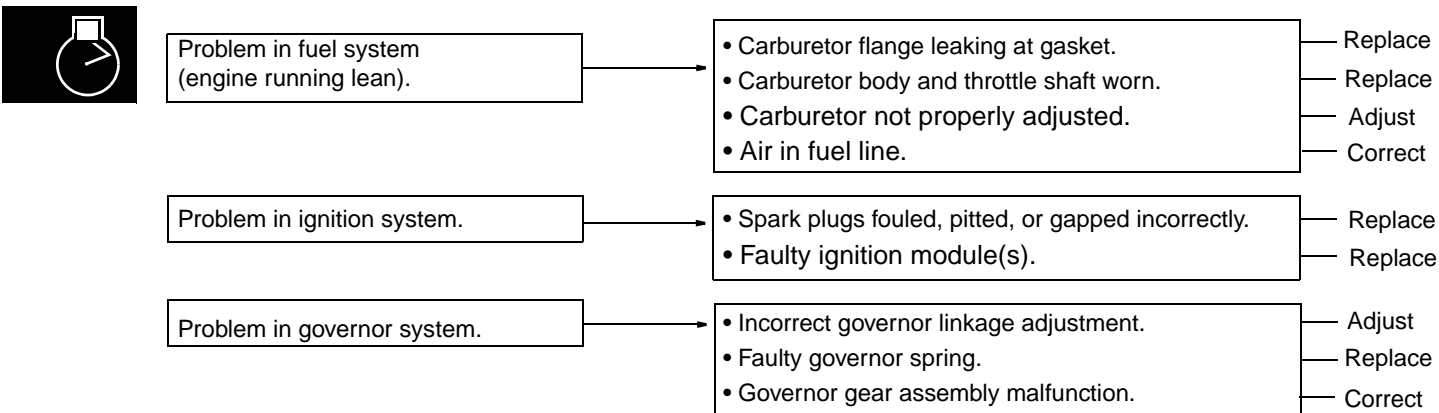 Problem in fuel system
(engine running lean).
• Carburetor flange leaking at gasket.
Replace
• Carburetor body and throttle shaft worn.
Replace
• Carburetor not properly adjusted.
Adjust
• Air in fuel line.
Correct
Problem in ignition system.
• Spark plugs fouled, pitted, or gapped incorrectly.
Replace
• Faulty ignition module(s).
Replace
Problem in governor system.
• Incorrect governor linkage adjustment.
Adjust
• Faulty governor spring.
Replace
• Governor gear assembly malfunction.
Correct